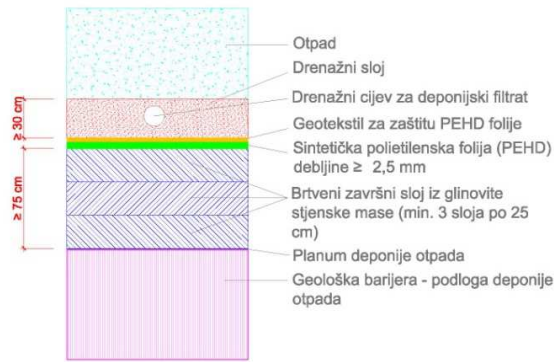 Otpad
Drenažni sloj
Drenažni cijev za deponijski filtrat
≥ 30 cm
Geotekstil za zaštitu PEHD folije
Sintetička polietilenska folija (PEHD)
debljine ≥ 2,5 mm
≥ 75 cm
Brtveni završni sloj iz glinovite
stjenske mase (min. 3 sloja po 25
cm)
Planum deponije otpada
Geološka barijera - podloga deponije
otpada